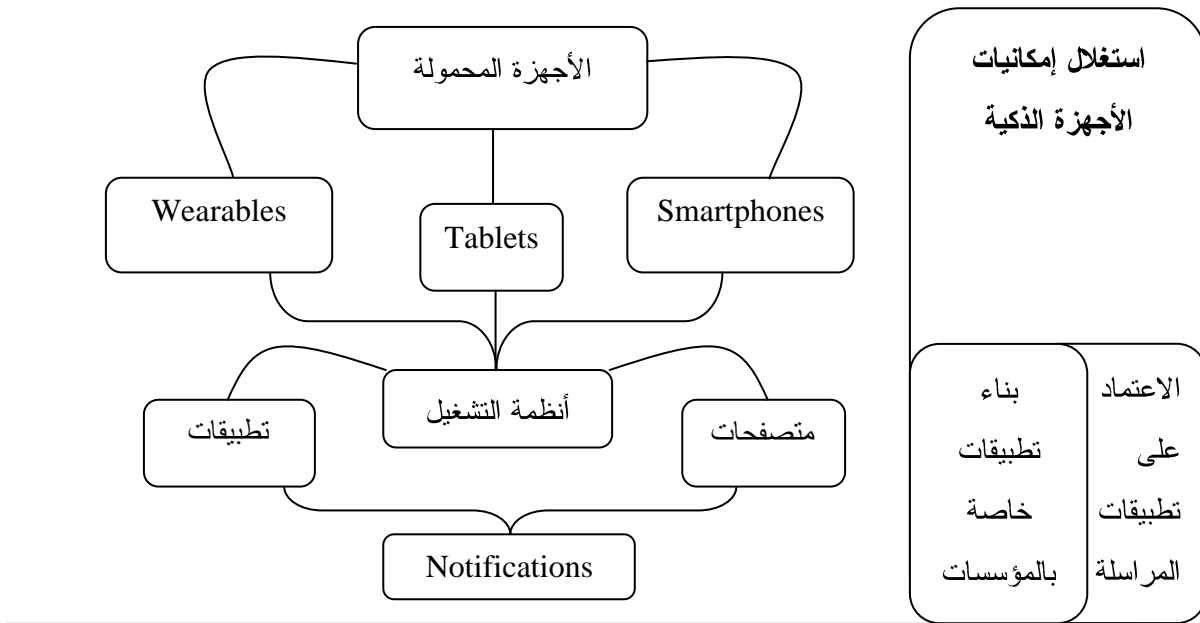 استغلال إمكانيات
الأجهزة الذكية
الأجهزة المحمولة
Smartphones
Tablets
Wearables
أنظمة التشغيل
متصفحات
تطبيقات
Notifications
الاعتماد
على
تطبيقات
المراسلة
بناء
تطبيقات
خاصة
بالمؤسسات